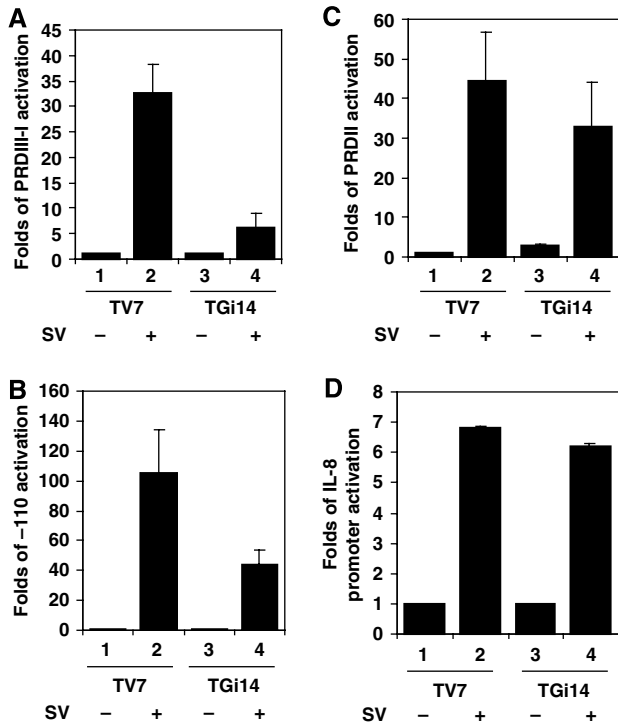 A
Folds of PRDIII-I activation
45
40
35
30
25
20
15
10
5
0
1 2 3 4
TV7 TGi14
SV – + – +
C
Folds of PRDII activation
60
50
40
30
20
10
0
1 2 3 4
TV7 TGi14
SV – + – +
B
Folds of –110 activation
160
140
120
100
80
60
40
20
0
1 2 3 4
TV7 TGi14
SV – + – +
D
Folds of IL-8
promoter activation
8
7
6
5
4
3
2
1
0
1 2 3 4
TV7 TGi14
SV – + – +